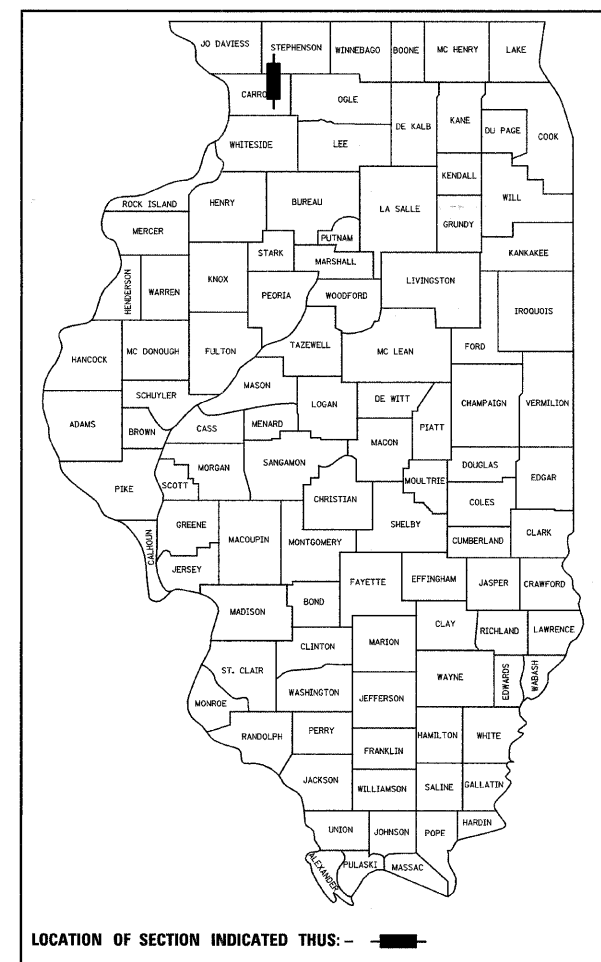 JO DAVIESS STEPHENSON WINNEBAGO BOONE MC HENRY LAKE
CARRO OGLE
DE KALB KANE DU PAGE COOK
WHITESIDE LEE
KENDALL
WILL
ROCK ISLAND HENRY BUREAU LA SALLE GRUNDY
MERCER PUTNAM
STARK MARSHALL KANKAKEE
HENDERSON WARREN KNOX PEORIA WOODFORD LIVINGSTON
IROQUOIS
HANCOCK MC DONOUGH FULTON TAZEWELL MC LEAN FORD
MASON
SCHUYLER LOGAN DE WITT CHAMPAIGN VERMILION
ADAMS BROWN CASS MENARD PIATT
MACON
MORGAN SANGAMON DOUGLAS
PIKE SCOTT CHRISTIAN MOULTRIE COLES EDGAR
GREENE MACOUPIN MONTGOMERY SHELBY
CALHOUN CUMBERLAND CLARK
JERSEY FAYETTE EFFINGHAM JASPER CRAWFORD
MADISON BOND
CLAY RICHLAND LAWRENCE
CLINTON MARION
ST. CLAIR WAYNE EDWARDS WABASH
WASHINGTON JEFFERSON
MONROE
RANDOLPH PERRY HAMILTON WHITE
FRANKLIN
JACKSON WILLIAMSON SALINE GALLATIN
UNION JOHNSON POPE HARDIN
ALEXANDER PULASKI MASSAC
LOCATION OF SECTION INDICATED THUS: –